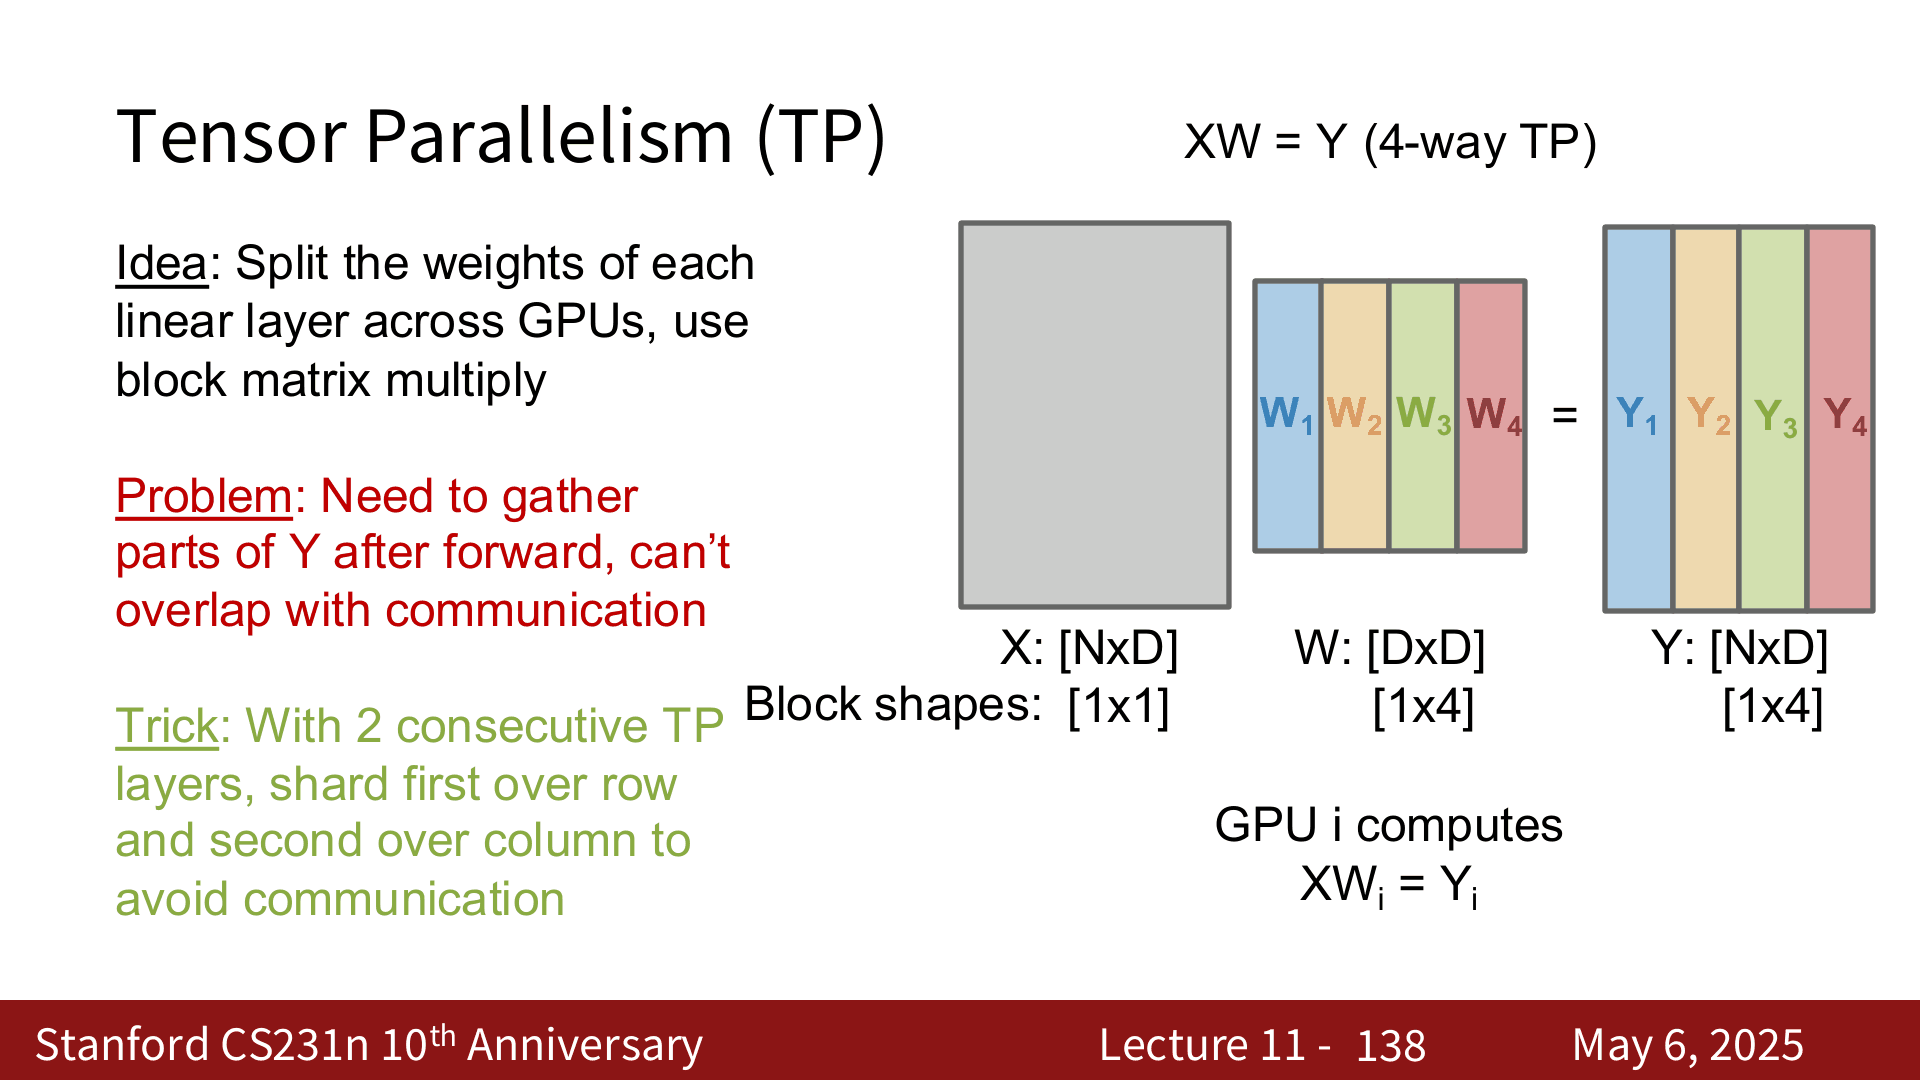 Tensor Parallelism (TP)
Idea: Split the weights of each
linear layer across GPUs, use
block matrix multiply
Problem: Need to gather
parts of Y after forward, can’t
overlap with communication
Trick: With 2 consecutive TP
layers, shard first over row
and second over column to
avoid communication
XW = Y (4-way TP)
W₁ W₂ W₃ W₄ = Y₁ Y₂ Y₃ Y₄
X: [NxD] W: [DxD] Y: [NxD]
Block shapes: [1x1] [1x4] [1x4]
GPU i computes
XWᵢ = Yᵢ
Stanford CS231n 10ᵗʰ Anniversary Lecture 11 - 138 May 6, 2025